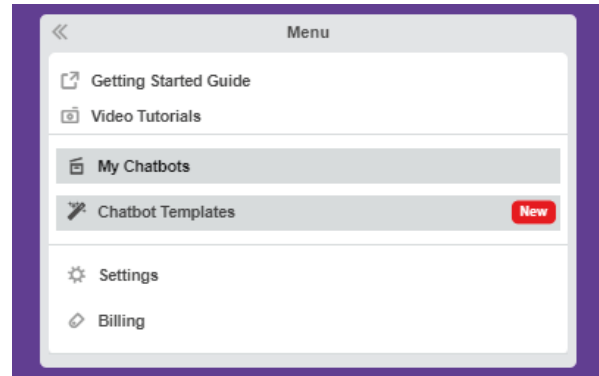 Menu
Getting Started Guide
Video Tutorials
My Chatbots
Chatbot Templates New
Settings
Billing